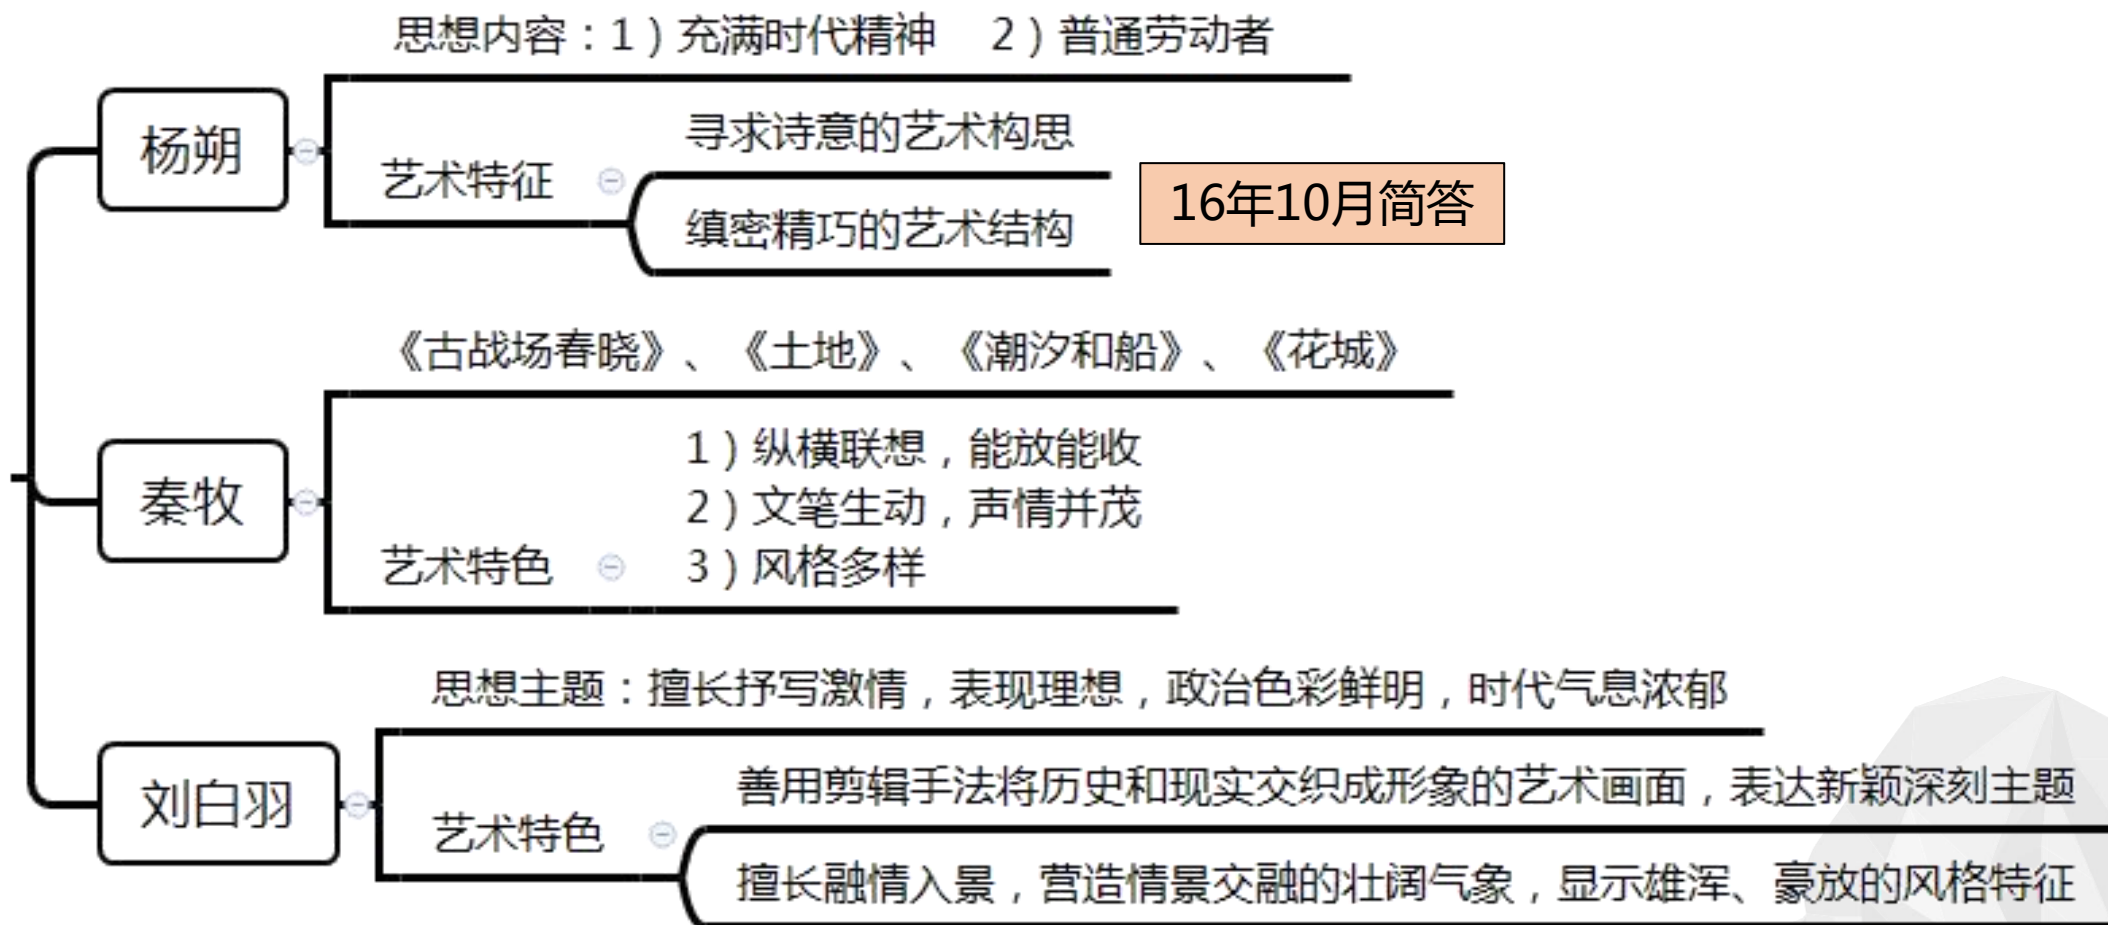 思想内容：1）充满时代精神 2）普通劳动者
杨朔
艺术特征
寻求诗意的艺术构思
缜密精巧的艺术结构
16年10月简答
《古战场春晓》、《土地》、《潮汐和船》、《花城》
秦牧
艺术特色
1）纵横联想，能放能收
2）文笔生动，声情并茂
3）风格多样
思想主题：擅长抒写激情，表现理想，政治色彩鲜明，时代气息浓郁
刘白羽
艺术特色
善用剪辑手法将历史和现实交织成形象的艺术画面，表达新颖深刻主题
擅长融情入景，营造情景交融的壮阔气象，显示雄浑、豪放的风格特征